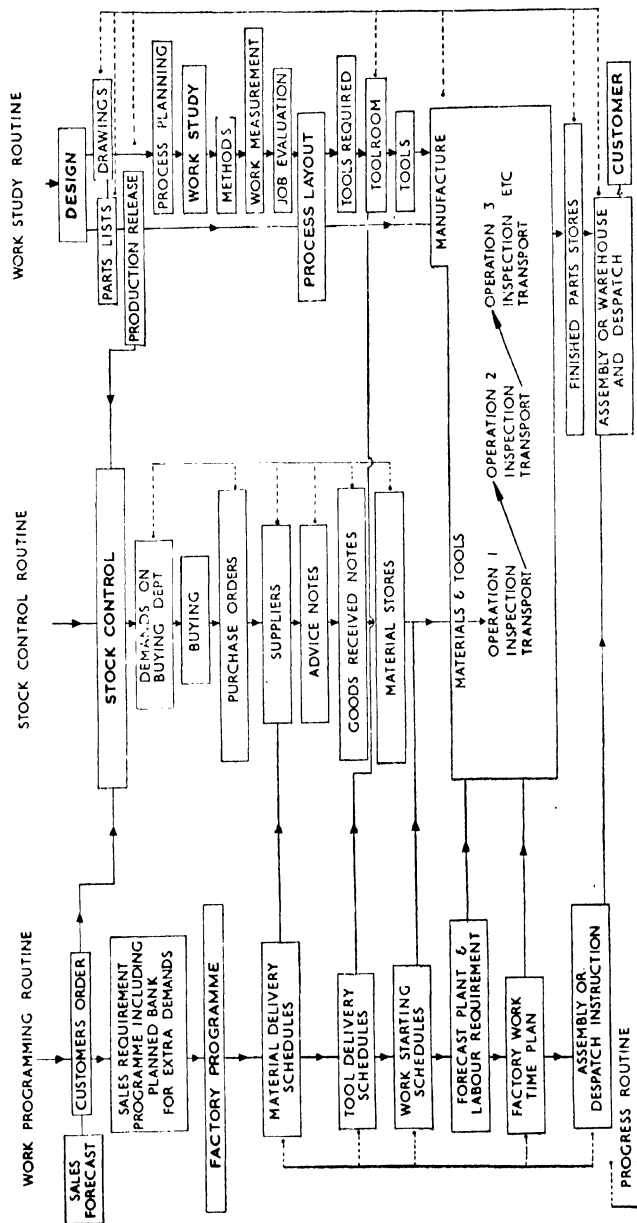 WORK PROGRAMMING ROUTINE
SALES
FORECAST
CUSTOMERS ORDER
SALES REQUIREMENT
PROGRAMME INCLUDING
PLANNED BANK
FOR EXTRA DEMANDS
FACTORY PROGRAMME
MATERIAL DELIVERY
SCHEDULES
TOOL DELIVERY
SCHEDULES
WORK STARTING
SCHEDULES
FORECAST PLANT &
LABOUR REQUIREMENT
FACTORY WORK
TIME PLAN
ASSEMBLY OR
DESPATCH INSTRUCTION
PROGRESS ROUTINE
STOCK CONTROL ROUTINE
STOCK CONTROL
DEMANDS ON
BUYING DEPT
BUYING
PURCHASE ORDERS
SUPPLIERS
ADVICE NOTES
GOODS RECEIVED NOTES
MATERIAL STORES
MATERIALS & TOOLS
OPERATION 1
INSPECTION
TRANSPORT
OPERATION 2
INSPECTION
TRANSPORT
OPERATION 3 ETC
INSPECTION
TRANSPORT
WORK STUDY ROUTINE
DESIGN
PARTS LISTS
DRAWINGS
PRODUCTION RELEASE
PROCESS PLANNING
WORK STUDY
METHODS
WORK MEASUREMENT
JOB EVALUATION
PROCESS LAYOUT
TOOLS REQUIRED
TOOLROOM
TOOLS
MANUFACTURE
FINISHED PARTS STORES
ASSEMBLY OR WAREHOUSE
AND DESPATCH
CUSTOMER